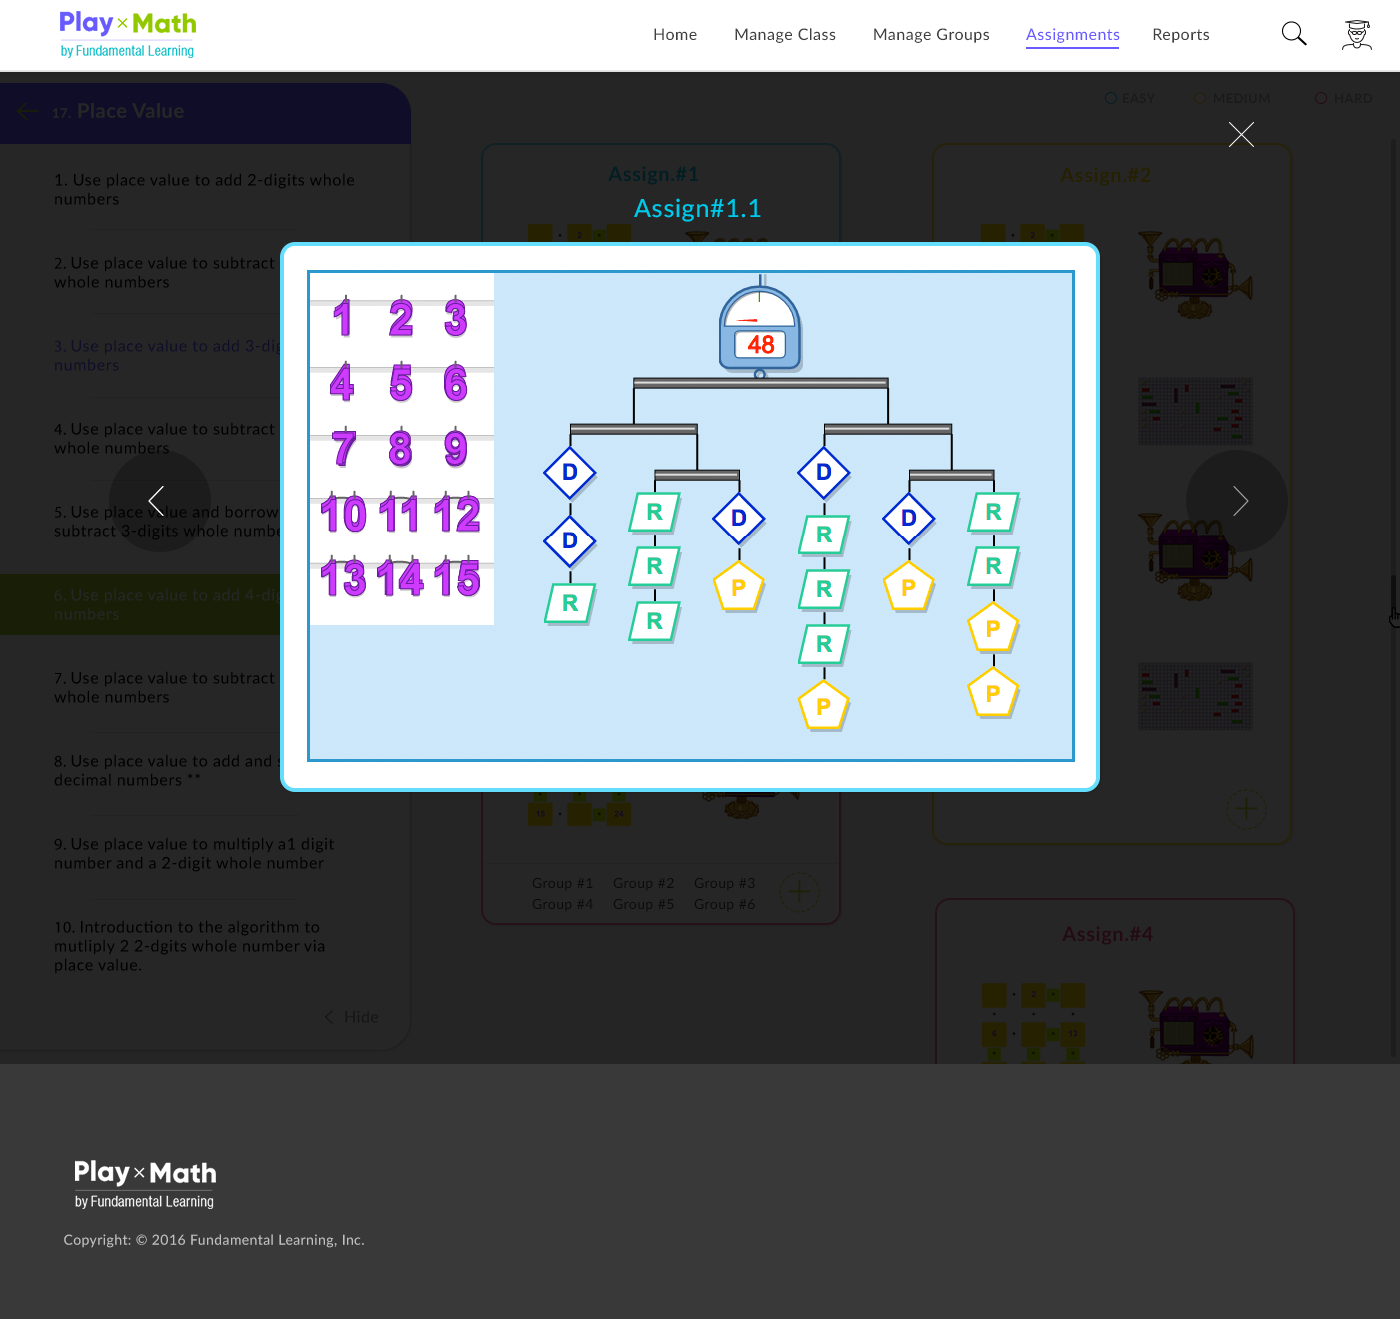 Play × Math
by Fundamental Learning
Home Manage Class Manage Groups Assignments Reports
17. Place Value
EASY MEDIUM HARD
1. Use place value to add 2-digits whole
numbers
2. Use place value to subtract
whole numbers
3. Use place value to add 3-dig
numbers
4. Use place value to subtract
whole numbers
5. Use place value and borrow
subtract 3-digits whole numbe
6. Use place value to add 4-dig
numbers
7. Use place value to subtract
whole numbers
8. Use place value to add and s
decimal numbers **
9. Use place value to multiply a1 digit
number and a 2-digit whole number
10. Introduction to the algorithm to
mutliply 2 2-dgits whole number via
place value.
Hide
Assign.#1
Assign.#2
Assign#1.1
1 2 3
4 5 6
7 8 9
10 11 12
13 14 15
48
D D
R D D R
D R R
R P P
R R P
R R
P P
Group #1 Group #2 Group #3
Group #4 Group #5 Group #6
Assign.#4
2
6 13
18 24
Play × Math
by Fundamental Learning
Copyright: © 2016 Fundamental Learning, Inc.